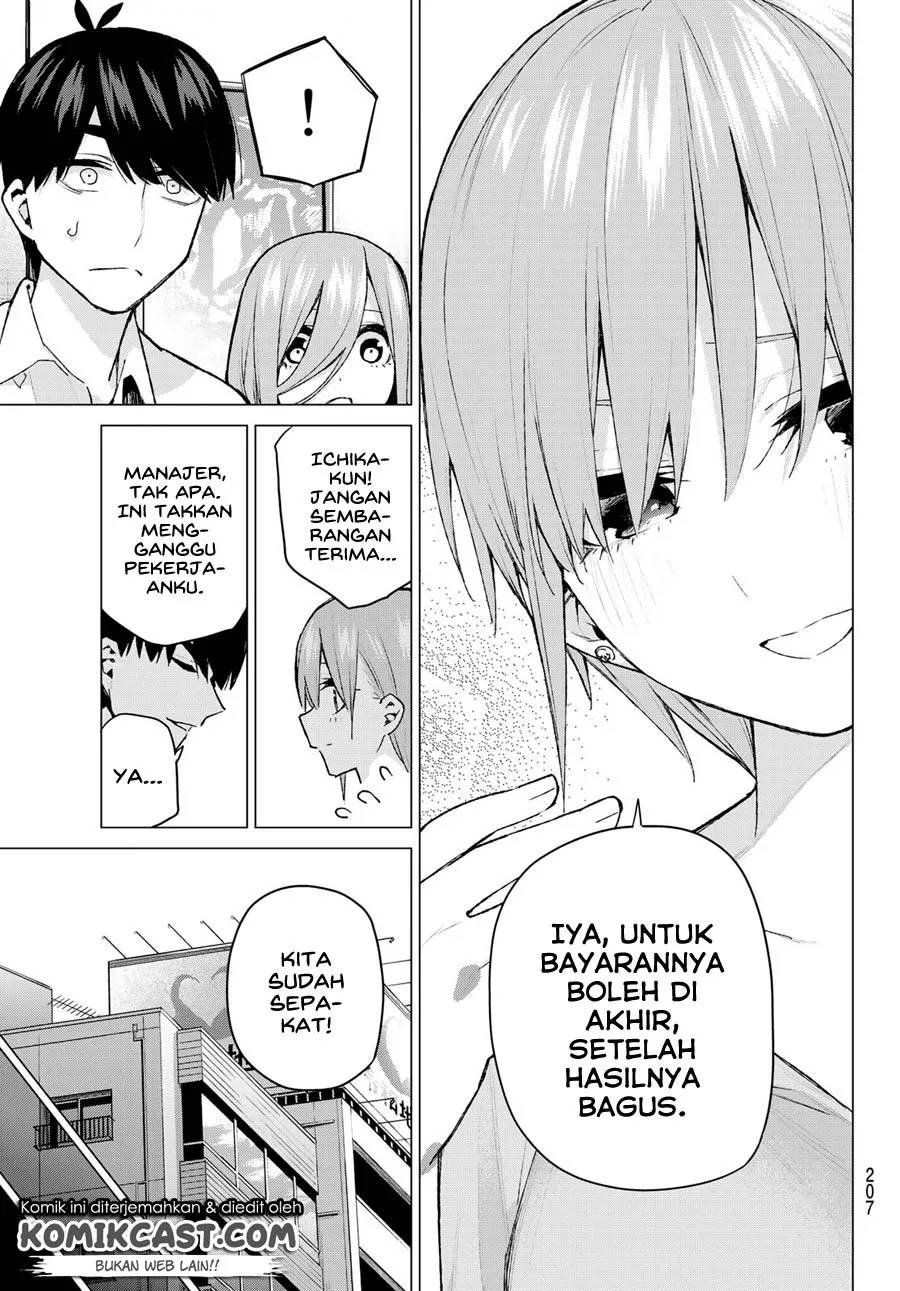 IYA, UNTUK
BAYARANNYA
BOLEH DI
AKHIR,
SETELAH
HASILNYA
BAGUS.
!
ICHIKA-
KUN!
JANGAN
SEMBA-
RANGAN
TERIMA...
MANAJER,
TAK APA.
INI TAKKAN
MENG-
GANGGU
PEKERJA-
ANKU.
YA...
KITA
SUDAH
SEPA-
KAT!
207
Komik ini diterjemahkan & diedit oleh
KOMIKCAST.COM
BUKAN WEB LAIN!!